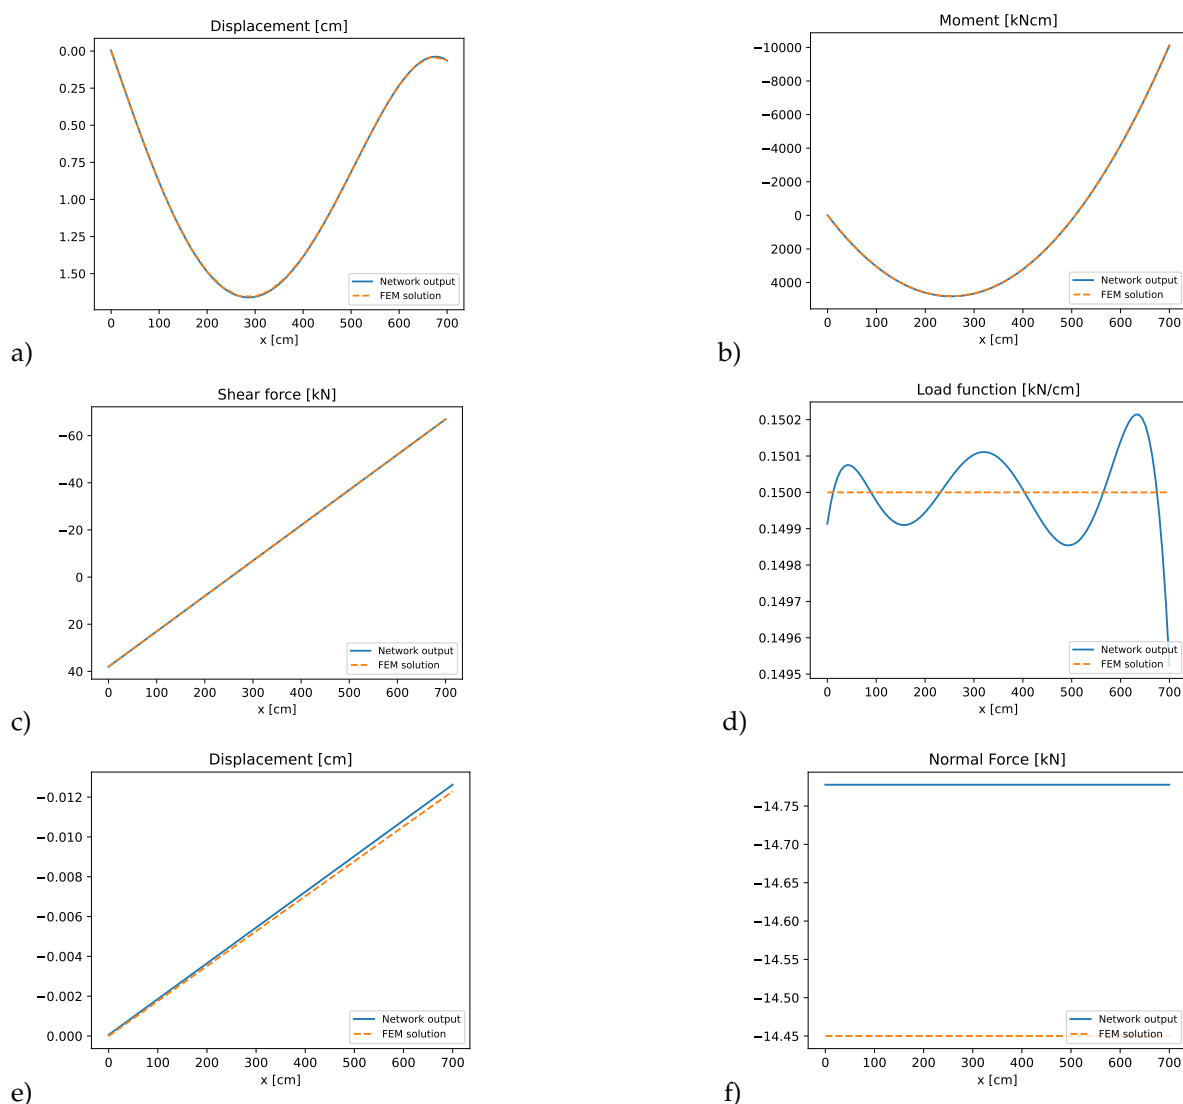 Displacement [cm]
0.00
0.25
0.50
0.75
1.00
1.25
1.50
0 100 200 300 400 500 600 700
x [cm]
Network output
FEM solution
a)
Moment [kNcm]
−10000
−8000
−6000
−4000
−2000
0
2000
4000
0 100 200 300 400 500 600 700
x [cm]
Network output
FEM solution
b)
Shear force [kN]
−60
−40
−20
0
20
40
0 100 200 300 400 500 600 700
x [cm]
Network output
FEM solution
c)
Load function [kN/cm]
0.1502
0.1501
0.1500
0.1499
0.1498
0.1497
0.1496
0.1495
0 100 200 300 400 500 600 700
x [cm]
Network output
FEM solution
d)
Displacement [cm]
−0.012
−0.010
−0.008
−0.006
−0.004
−0.002
0.000
0 100 200 300 400 500 600 700
x [cm]
Network output
FEM solution
e)
Normal Force [kN]
−14.75
−14.70
−14.65
−14.60
−14.55
−14.50
−14.45
0 100 200 300 400 500 600 700
x [cm]
Network output
FEM solution
f)